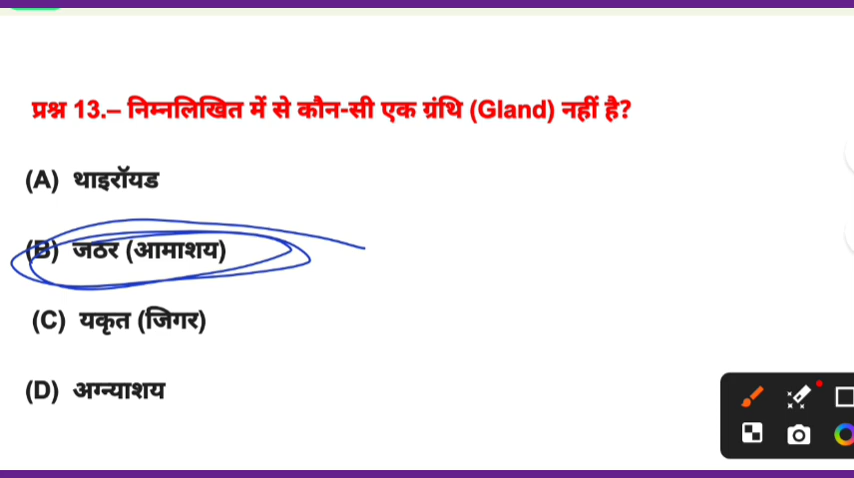 प्रश्न 13.– निम्नलिखित में से कौन-सी एक ग्रंथि (Gland) नहीं है?
(A) थाइरॉयड
(B) जठर (आमाशय)
(C) यकृत (जिगर)
(D) अग्न्याशय